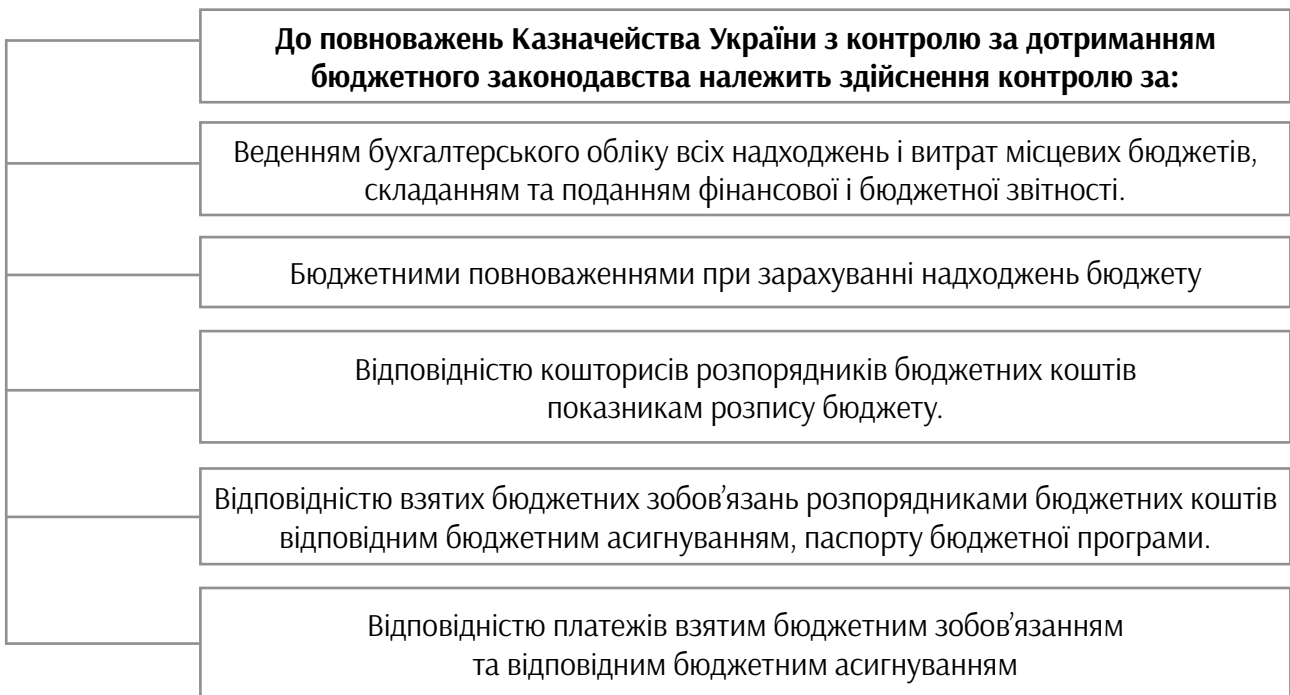 До повноважень Казначейства України з контролю за дотриманням
бюджетного законодавства належить здійснення контролю за:
Веденням бухгалтерського обліку всіх надходжень і витрат місцевих бюджетів,
складанням та поданням фінансової і бюджетної звітності.
Бюджетними повноваженнями при зарахуванні надходжень бюджету
Відповідністю кошторисів розпорядників бюджетних коштів
показникам розпису бюджету.
Відповідністю взятих бюджетних зобов’язань розпорядниками бюджетних коштів
відповідним бюджетним асигнуванням, паспорту бюджетної програми.
Відповідністю платежів взятим бюджетним зобов’язанням
та відповідним бюджетним асигнуванням